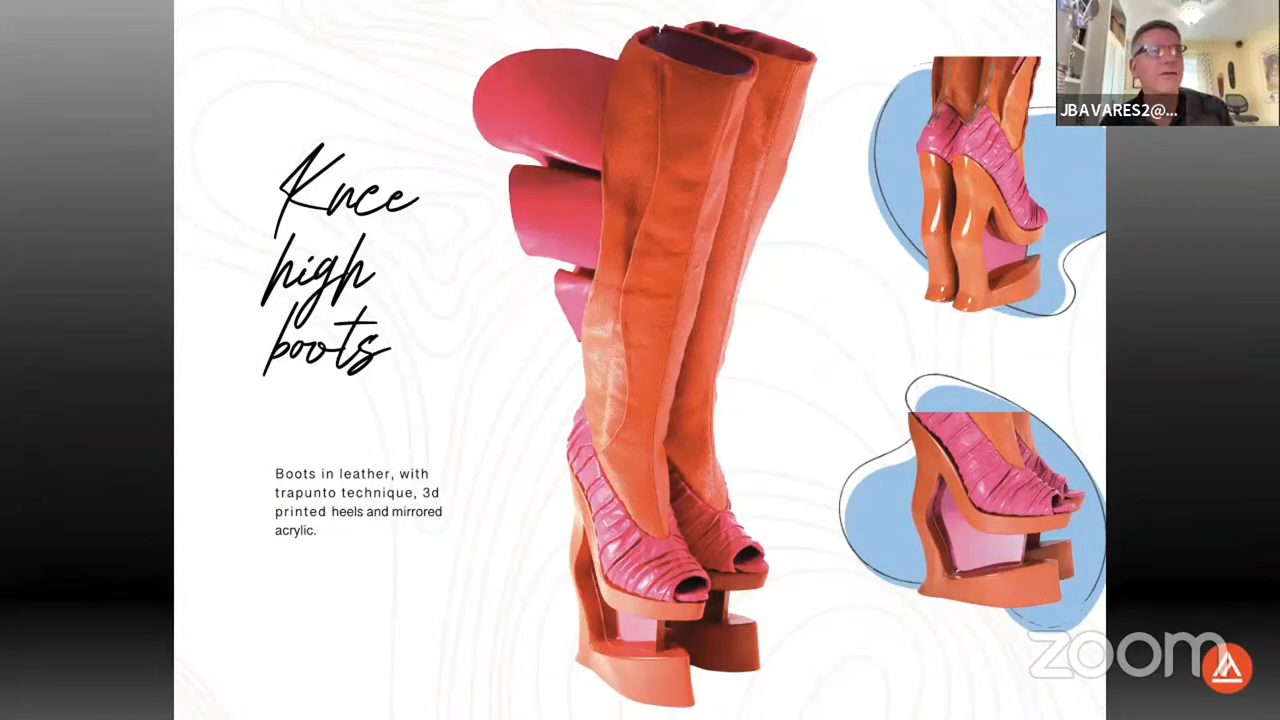 JBAVARES2@...
Knee
high
boots
Boots in leather, with
trapunto technique, 3d
printed heels and mirrored
acrylic.
zoom